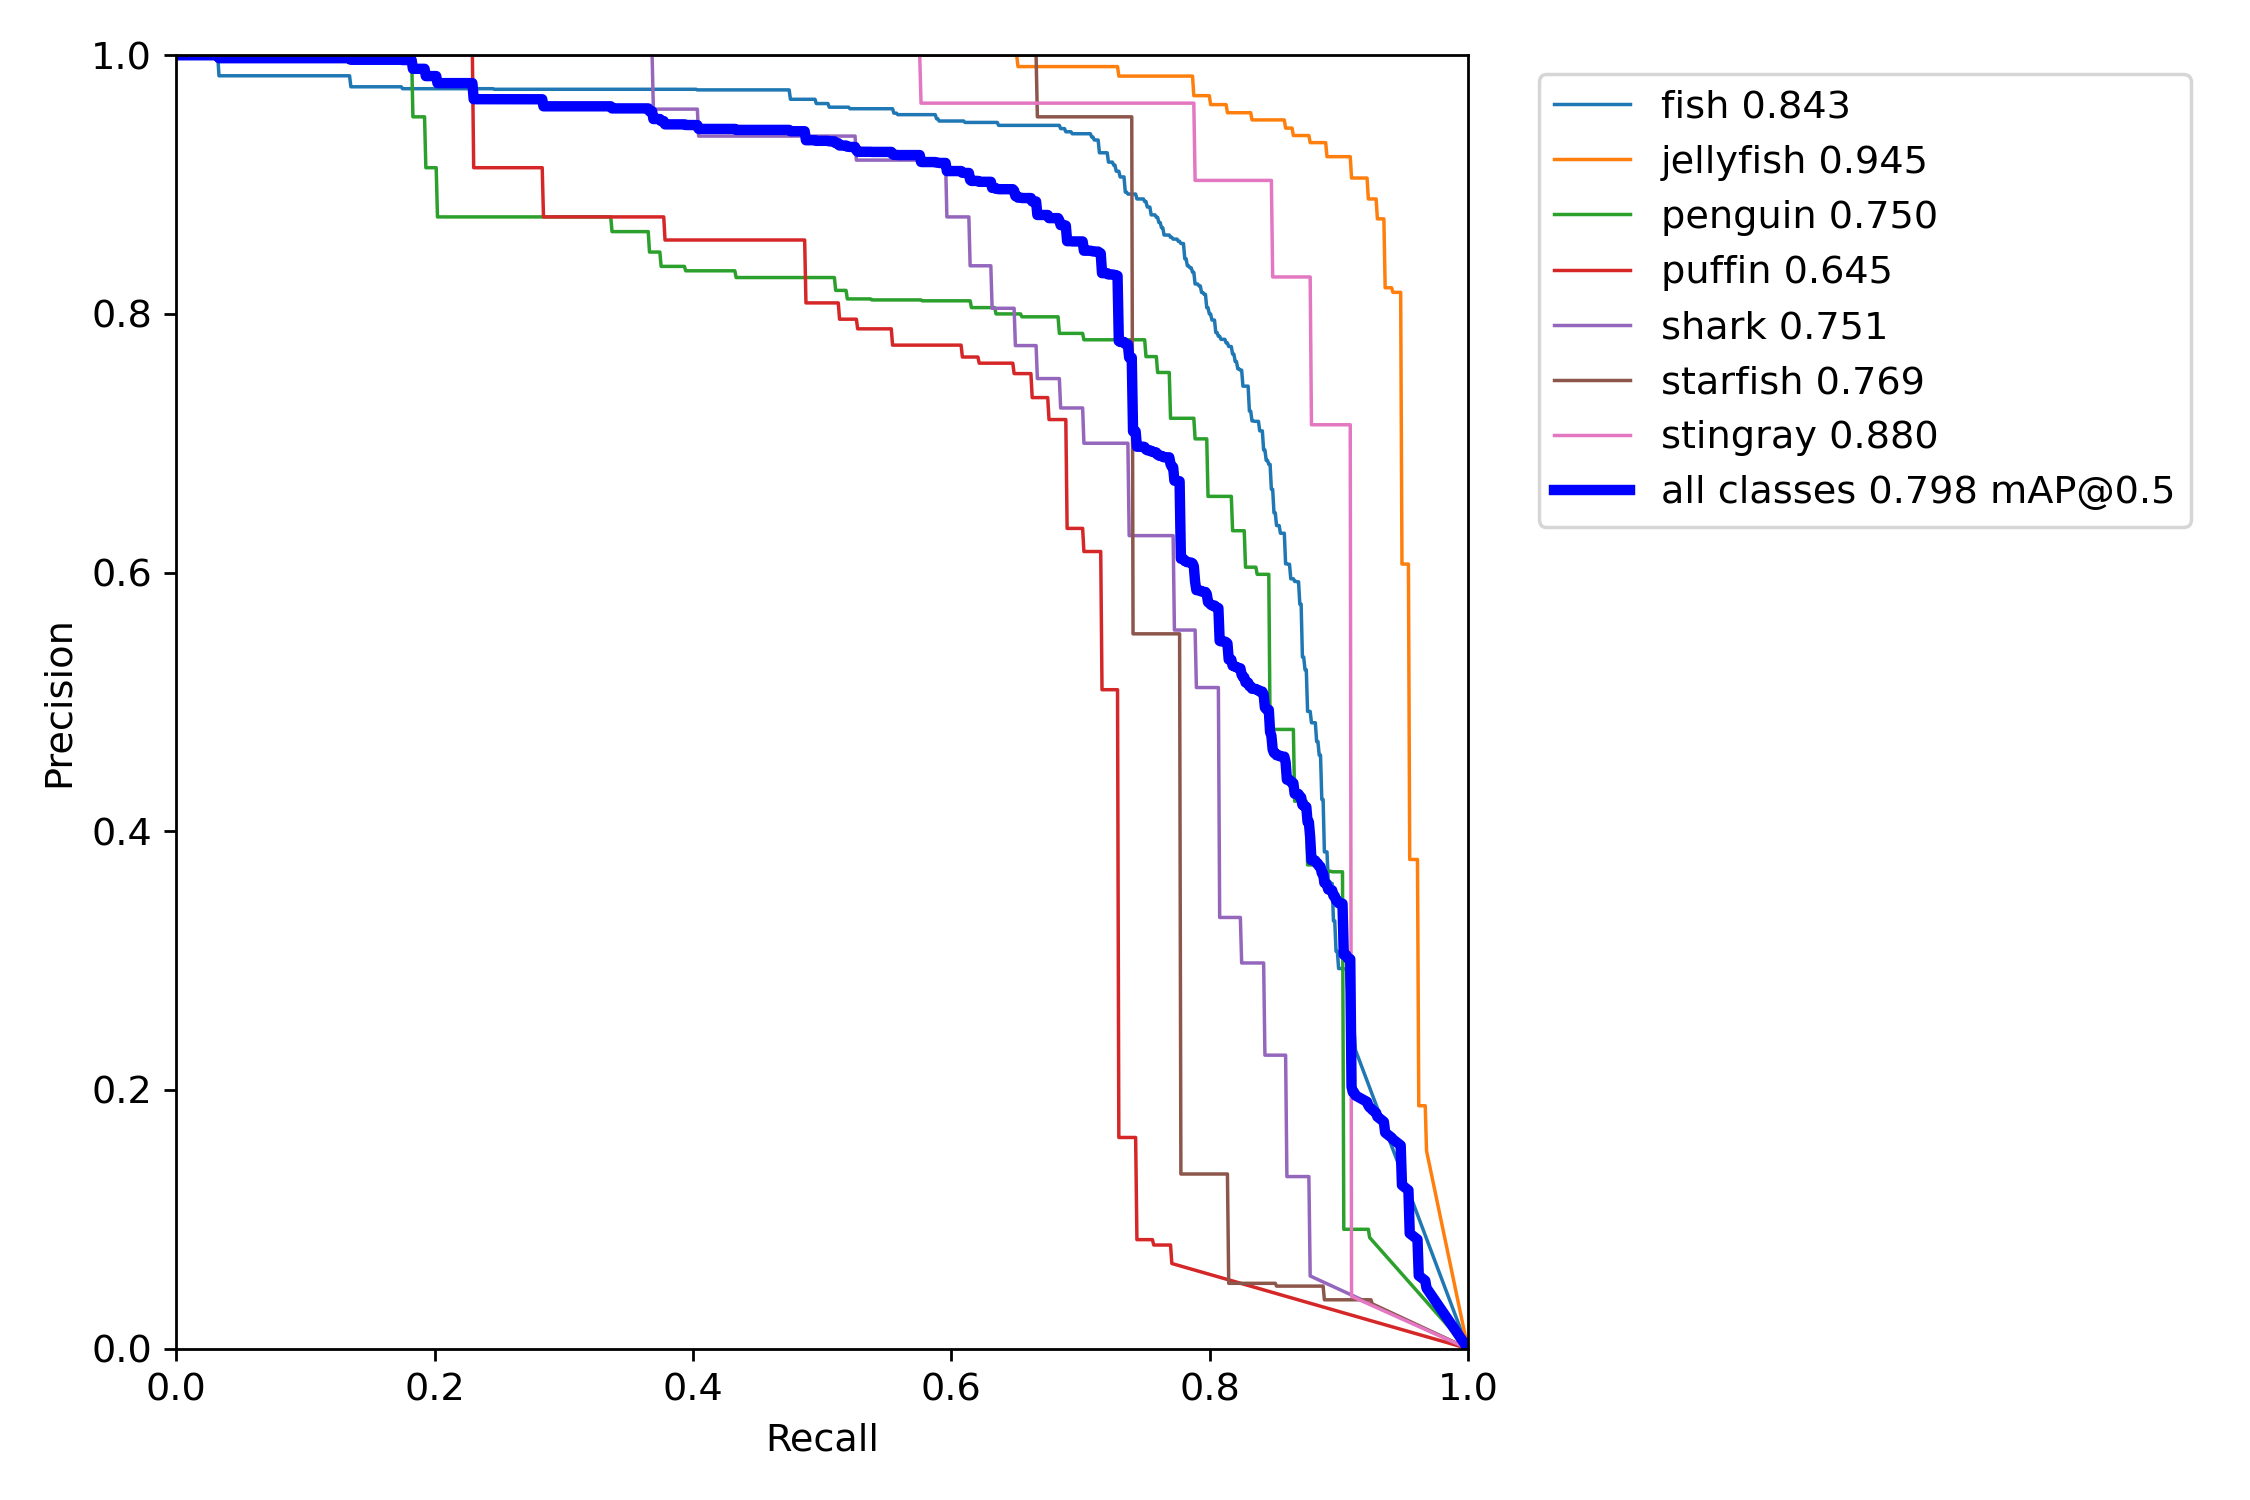 1.0
0.8
0.6
0.4
0.2
0.0
0.0 0.2 0.4 0.6 0.8 1.0
Precision
Recall
fish 0.843
jellyfish 0.945
penguin 0.750
puffin 0.645
shark 0.751
starfish 0.769
stingray 0.880
all classes 0.798 mAP@0.5